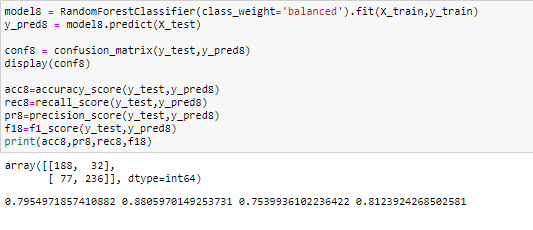 model8 = RandomForestClassifier(class_weight='balanced').fit(X_train,y_train)
y_pred8 = model8.predict(X_test)
conf8 = confusion_matrix(y_test,y_pred8)
display(conf8)
acc8=accuracy_score(y_test,y_pred8)
rec8=recall_score(y_test,y_pred8)
pr8=precision_score(y_test,y_pred8)
f18=f1_score(y_test,y_pred8)
print(acc8,pr8,rec8,f18)
array([[188,  32],
       [ 77, 236]], dtype=int64)
0.7954971857410882 0.8805970149253731 0.7539936102236422 0.8123924268502581